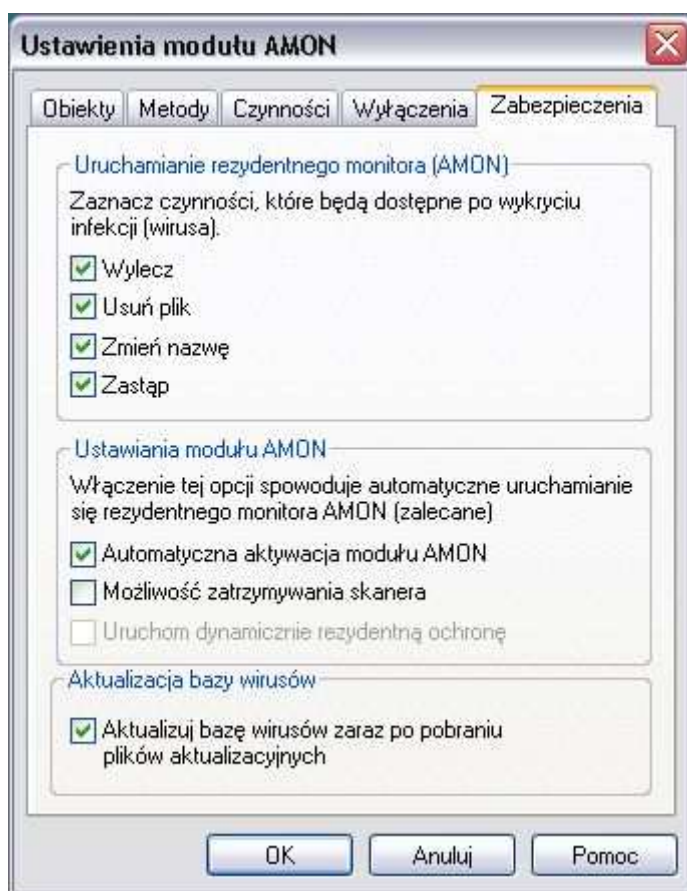 Ustawienia modułu AMON
Obiekty Metody Czynności Wyłączenia Zabezpieczenia
Uruchamianie rezydentnego monitora (AMON)
Zaznacz czynności, które będą dostępne po wykryciu
infekcji (wirusa).
Wylecz
Usuń plik
Zmień nazwę
Zastąp
Ustawiania modułu AMON
Włączenie tej opcji spowoduje automatyczne uruchamianie
się rezydentnego monitora AMON (zalecane)
Automatyczna aktywacja modułu AMON
Możliwość zatrzymywania skanera
Uruchom dynamicznie rezydentną ochronę
Aktualizacja bazy wirusów
Aktualizuj bazę wirusów zaraz po pobraniu
plików aktualizacyjnych
OK Anuluj Pomoc